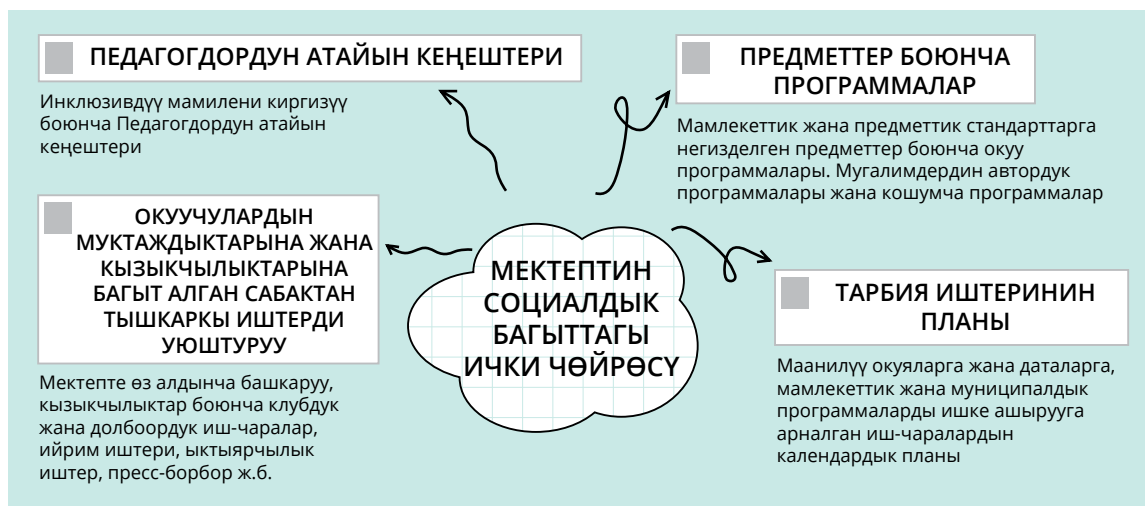 ПЕДАГОГДОРДУН АТАЙЫН КЕҢЕШТЕРИ
Инклюзивдүү мамилени киргизүү
боюнча Педагогдордун атайын
кеңештери
ПРЕДМЕТТЕР БОЮНЧА
ПРОГРАММАЛАР
Мамлекеттик жана предметтик стандарттарга
негизделген предметтер боюнча окуу
программалары. Мугалимдердин автордук
программалары жана кошумча программалар
ОКУУЧУЛАРДЫН
МУКТАЖДЫКТАРЫНА ЖАНА
КЫЗЫКЧЫЛЫКТАРЫНА
БАГЫТ АЛГАН САБАКТАН
ТЫШКАРКЫ ИШТЕРДИ
УЮШТУРУУ
Мектепте өз алдынча башкаруу,
кызыкчылыктар боюнча клубдук
жана долбоордук иш-чаралар,
ийрим иштери, ыктыярчылык
иштер, пресс-борбор ж.б.
МЕКТЕПТИН
СОЦИАЛДЫК
БАГЫТТАГЫ
ИЧКИ ЧӨЙРӨСҮ
ТАРБИЯ ИШТЕРИНИН
ПЛАНЫ
Маанилүү окуяларга жана даталарга,
мамлекеттик жана муниципалдык
программаларды ишке ашырууга
арналган иш-чаралардын
календардык планы